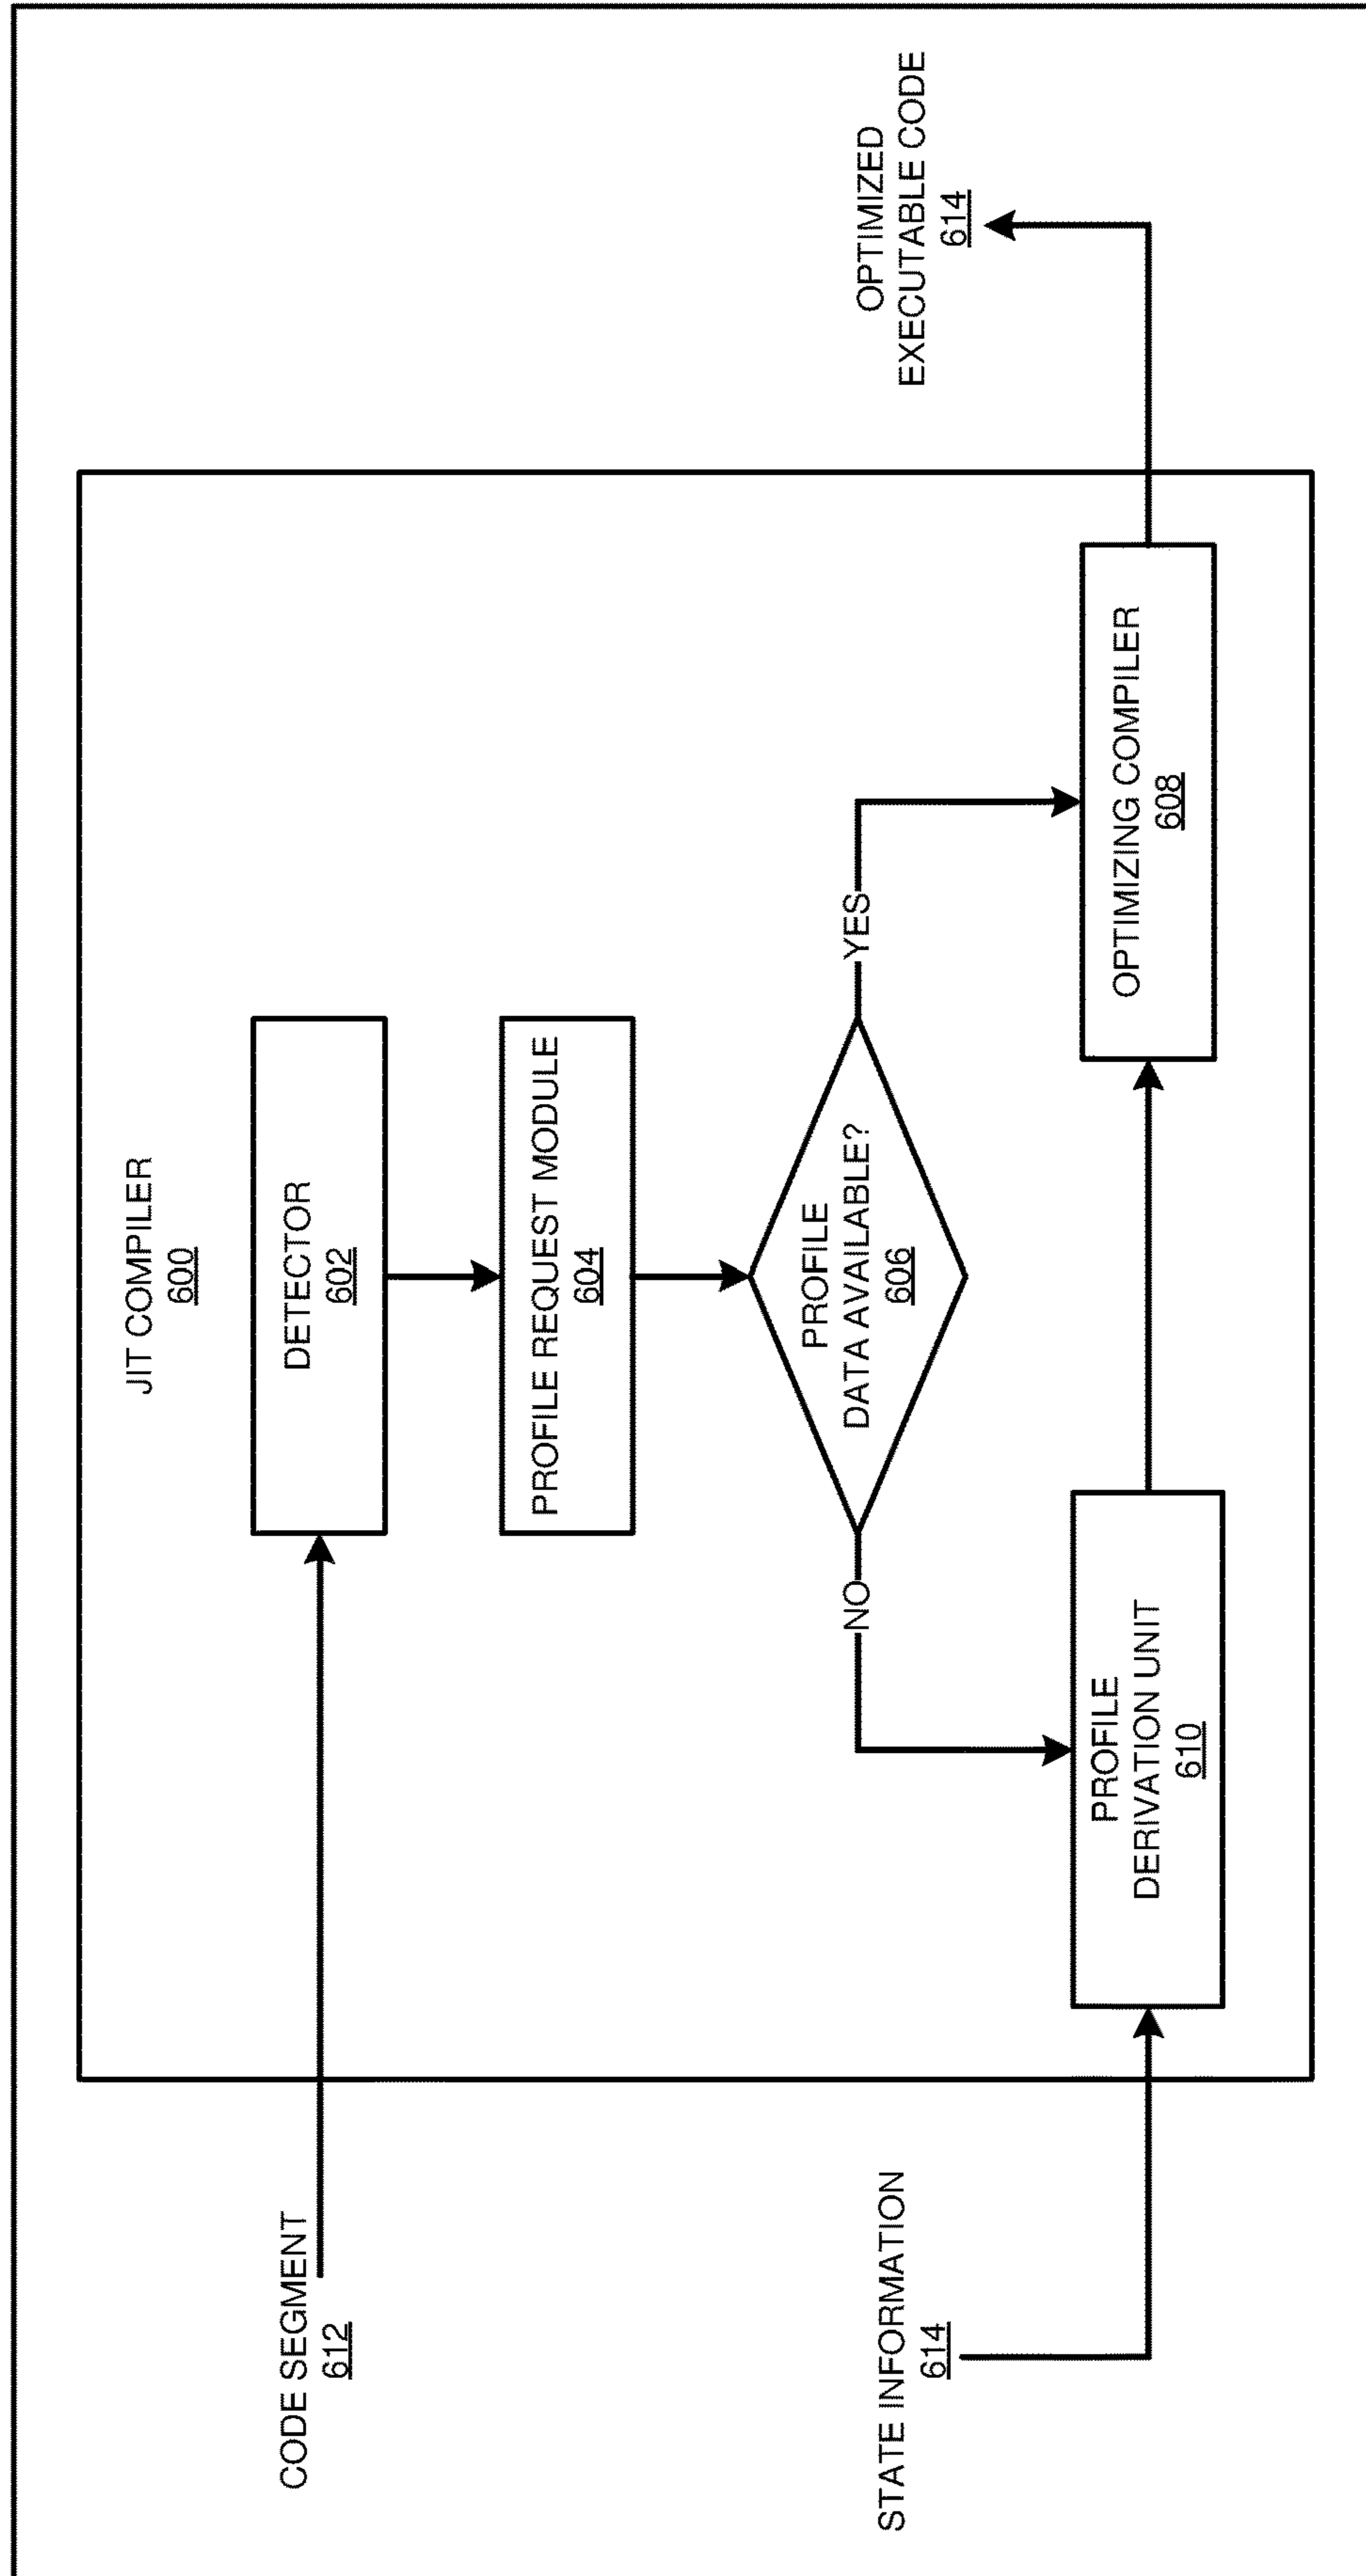 JIT COMPILER
600
CODE SEGMENT
612
DETECTOR
602
PROFILE REQUEST MODULE
604
PROFILE
DATA AVAILABLE?
606
NO
YES
STATE INFORMATION
614
PROFILE
DERIVATION UNIT
610
OPTIMIZING COMPILER
608
OPTIMIZED
EXECUTABLE CODE
614